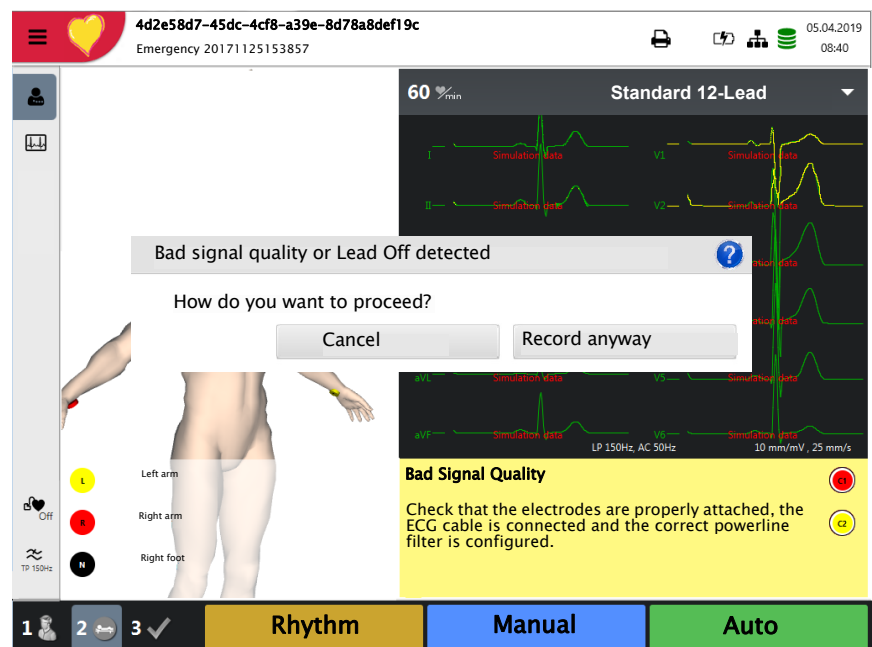 4d2e58d7-45dc-4cf8-a39e-8d78a8def19c
Emergency 20171125153857
05.04.2019
08:40
60 /min
Standard 12-Lead
I
Simulation data
V1
Simulation data
II
Simulation data
V2
Simulation data
Bad signal quality or Lead Off detected
?
How do you want to proceed?
Cancel
Record anyway
aVL
Simulation data
V5
Simulation data
aVF
Simulation data
V6
Simulation data
LP 150Hz, AC 50Hz
10 mm/mV , 25 mm/s
L
Left arm
R
Right arm
N
Right foot
Off
TP 150Hz
Bad Signal Quality
C1
Check that the electrodes are properly attached, the
ECG cable is connected and the correct powerline
filter is configured.
C2
1
2
3
Rhythm
Manual
Auto